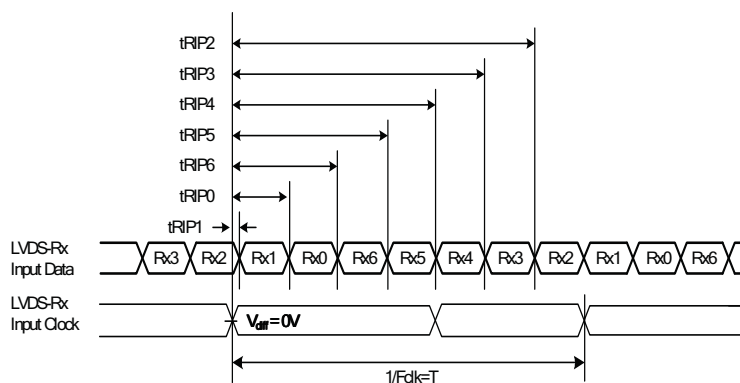 tRIP2
tRIP3
tRIP4
tRIP5
tRIP6
tRIP0
tRIP1
LVDS-Rx
Input Data
Rx3 Rx2 Rx1 Rx0 Rx6 Rx5 Rx4 Rx3 Rx2 Rx1 Rx0 Rx6
LVDS-Rx
Input Clock
Vdiff = 0V
1/Fclk=T